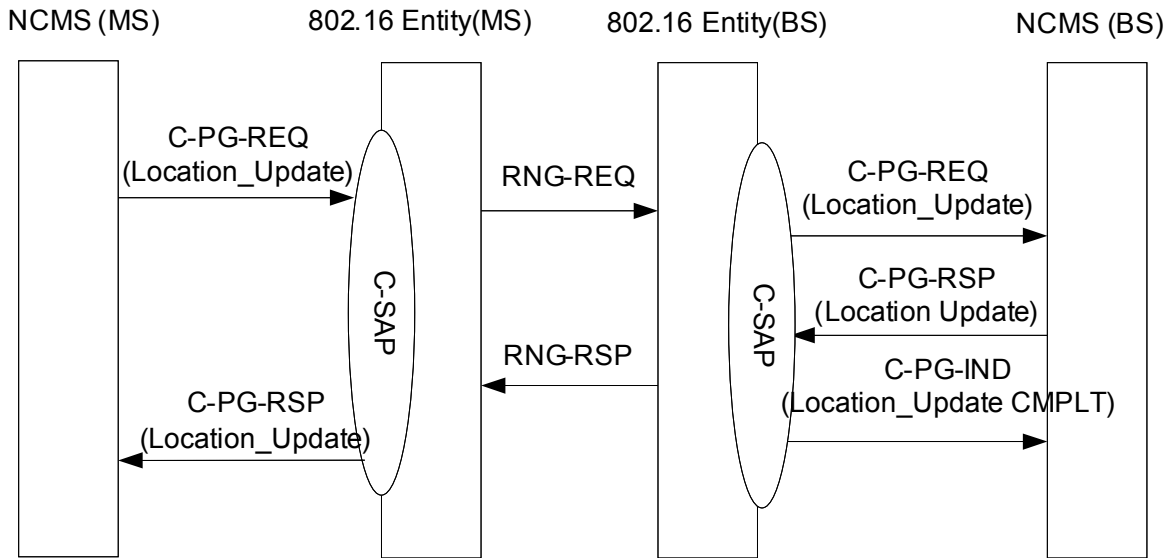 NCMS (MS)
802.16 Entity(MS)
802.16 Entity(BS)
NCMS (BS)
C-PG-REQ
(Location_Update)
RNG-REQ
C-PG-REQ
(Location_Update)
C-SAP
C-SAP
C-PG-RSP
(Location Update)
RNG-RSP
C-PG-IND
(Location_Update CMPLT)
C-PG-RSP
(Location_Update)